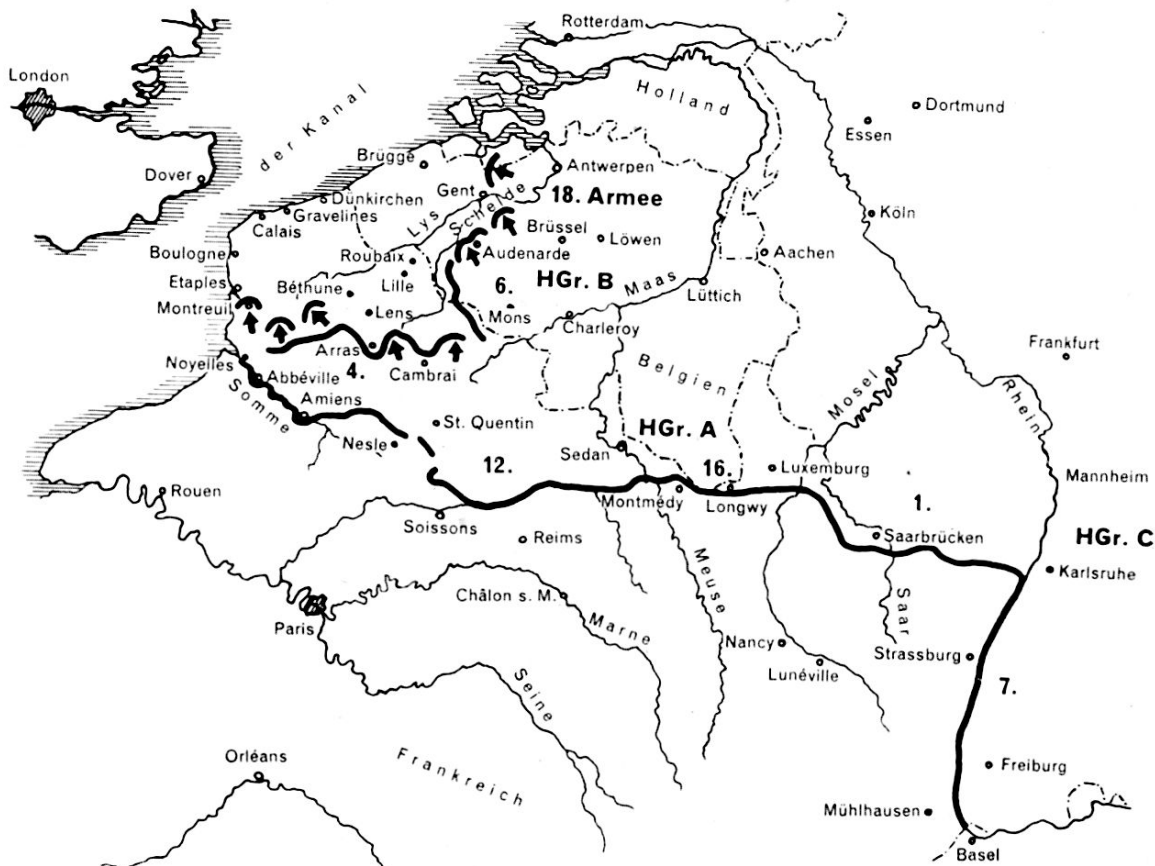 Rotterdam
London
Holland
Dortmund
Essen
der Kanal
Brügge
Antwerpen
Dover
Gent
18. Armee
Dünkirchen
Gravelines
Calais
Lys
Schelde
Köln
Brüssel
Löwen
Boulogne
Roubaix
Audenarde
Aachen
Etaples
Béthune
Lille
6.
HGr. B
Maas
Lüttich
Montreuil
Lens
Mons
Charleroy
Arras
4.
Cambrai
Noyelles
Abbéville
Belgien
Mosel
Rhein
Frankfurt
Somme
Amiens
St. Quentin
HGr. A
Nesle
Sedan
12.
16.
Luxemburg
Mannheim
Rouen
Montmédy
Longwy
1.
Soissons
Reims
Saarbrücken
HGr. C
Karlsruhe
Meuse
Châlon s. M.
Marne
Saar
Paris
Nancy
Strassburg
Lunéville
7.
Seine
Orléans
Frankreich
Freiburg
Mühlhausen
Basel